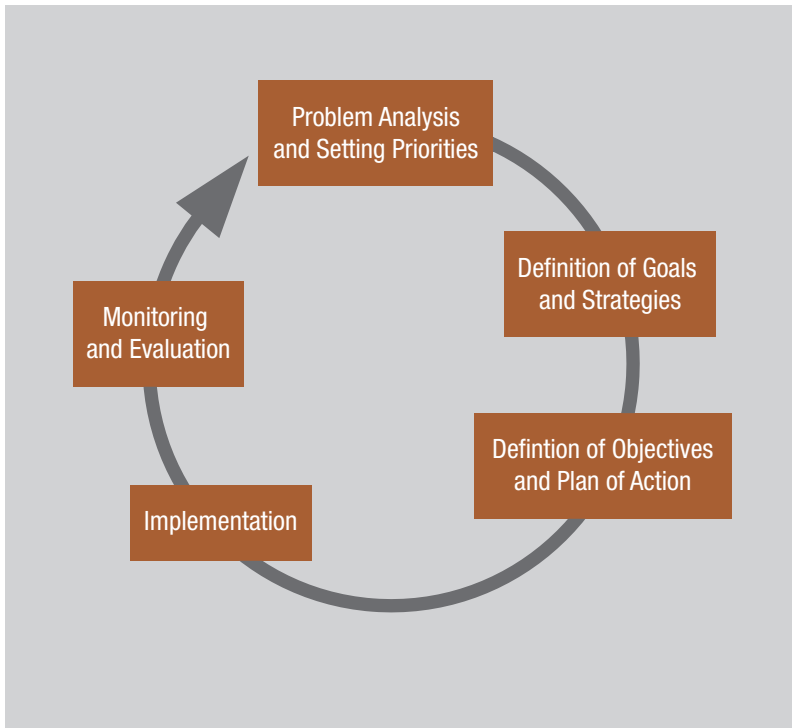 Problem Analysis
and Setting Priorities
Definition of Goals
and Strategies
Defintion of Objectives
and Plan of Action
Implementation
Monitoring
and Evaluation